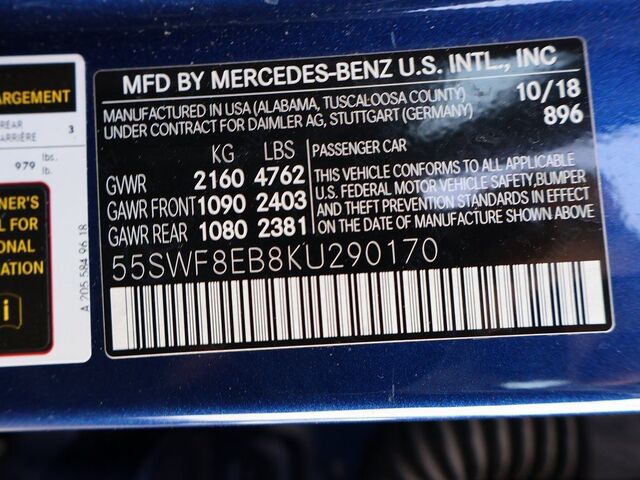 ARGEMENT
REAR
ARRIÈRE
3
979 lbs. lb.
NER'S
L FOR
ONAL
ATION
i
A 205 584 96 18
MFD BY MERCEDES-BENZ U.S. INTL., INC
MANUFACTURED IN USA (ALABAMA, TUSCALOOSA COUNTY) 10/18
UNDER CONTRACT FOR DAIMLER AG, STUTTGART (GERMANY) 896
KG LBS
GVWR 2160 4762
GAWR FRONT 1090 2403
GAWR REAR 1080 2381
PASSENGER CAR
THIS VEHICLE CONFORMS TO ALL APPLICABLE
U.S. FEDERAL MOTOR VEHICLE SAFETY, BUMPER
AND THEFT PREVENTION STANDARDS IN EFFECT
ON THE DATE OF MANUFACTURE SHOWN ABOVE
55SWF8EB8KU290170